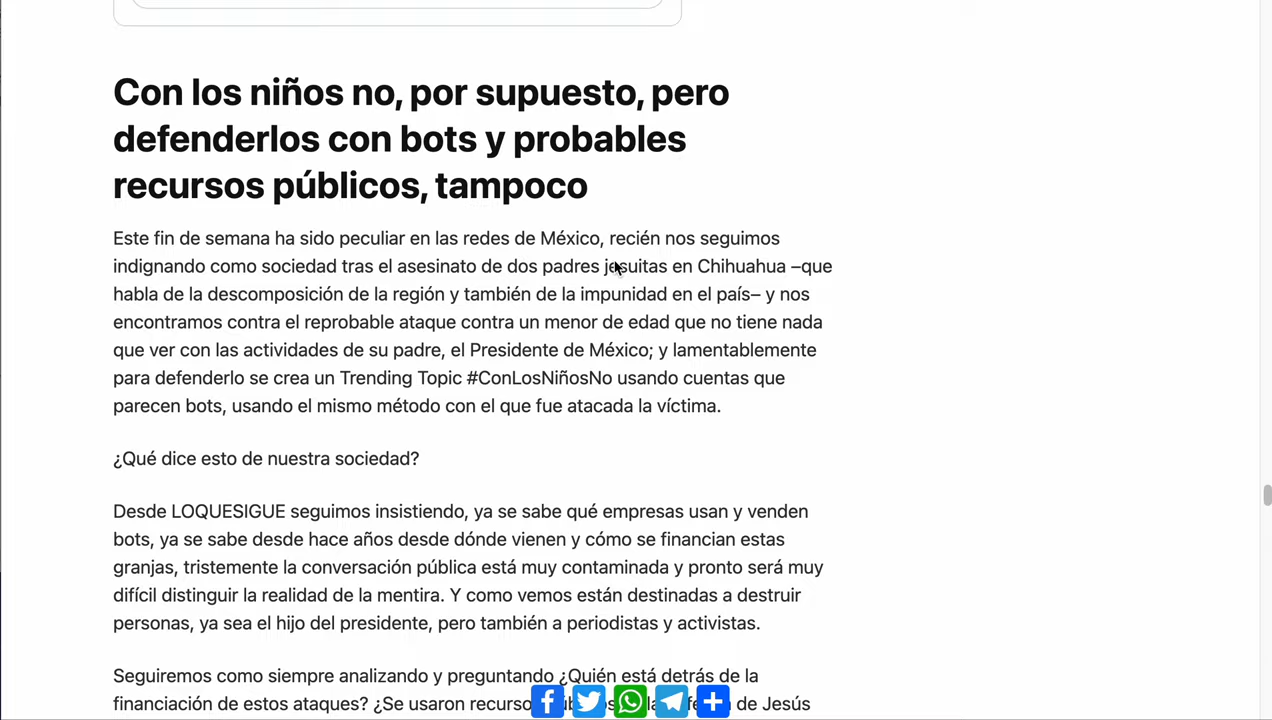 Con los niños no, por supuesto, pero
defenderlos con bots y probables
recursos públicos, tampoco
Este fin de semana ha sido peculiar en las redes de México, recién nos seguimos
indignando como sociedad tras el asesinato de dos padres jesuitas en Chihuahua –que
habla de la descomposición de la región y también de la impunidad en el país– y nos
encontramos contra el reprobable ataque contra un menor de edad que no tiene nada
que ver con las actividades de su padre, el Presidente de México; y lamentablemente
para defenderlo se crea un Trending Topic #ConLosNiñosNo usando cuentas que
parecen bots, usando el mismo método con el que fue atacada la víctima.
¿Qué dice esto de nuestra sociedad?
Desde LOQUESIGUE seguimos insistiendo, ya se sabe qué empresas usan y venden
bots, ya se sabe desde hace años desde dónde vienen y cómo se financian estas
granjas, tristemente la conversación pública está muy contaminada y pronto será muy
difícil distinguir la realidad de la mentira. Y como vemos están destinadas a destruir
personas, ya sea el hijo del presidente, pero también a periodistas y activistas.
Seguiremos como siempre analizando y preguntando ¿Quién está detrás de la
financiación de estos ataques? ¿Se usaron recurso de Jesús